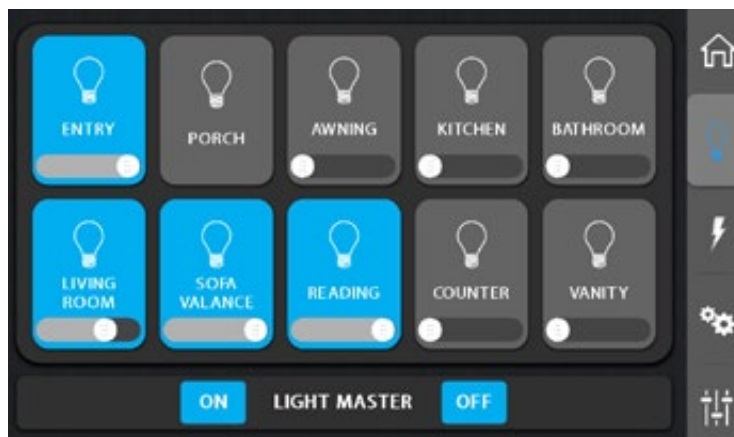 ENTRY
PORCH
AWNING
KITCHEN
BATHROOM
LIVING
ROOM
SOFA
VALANCE
READING
COUNTER
VANITY
ON
LIGHT MASTER
OFF